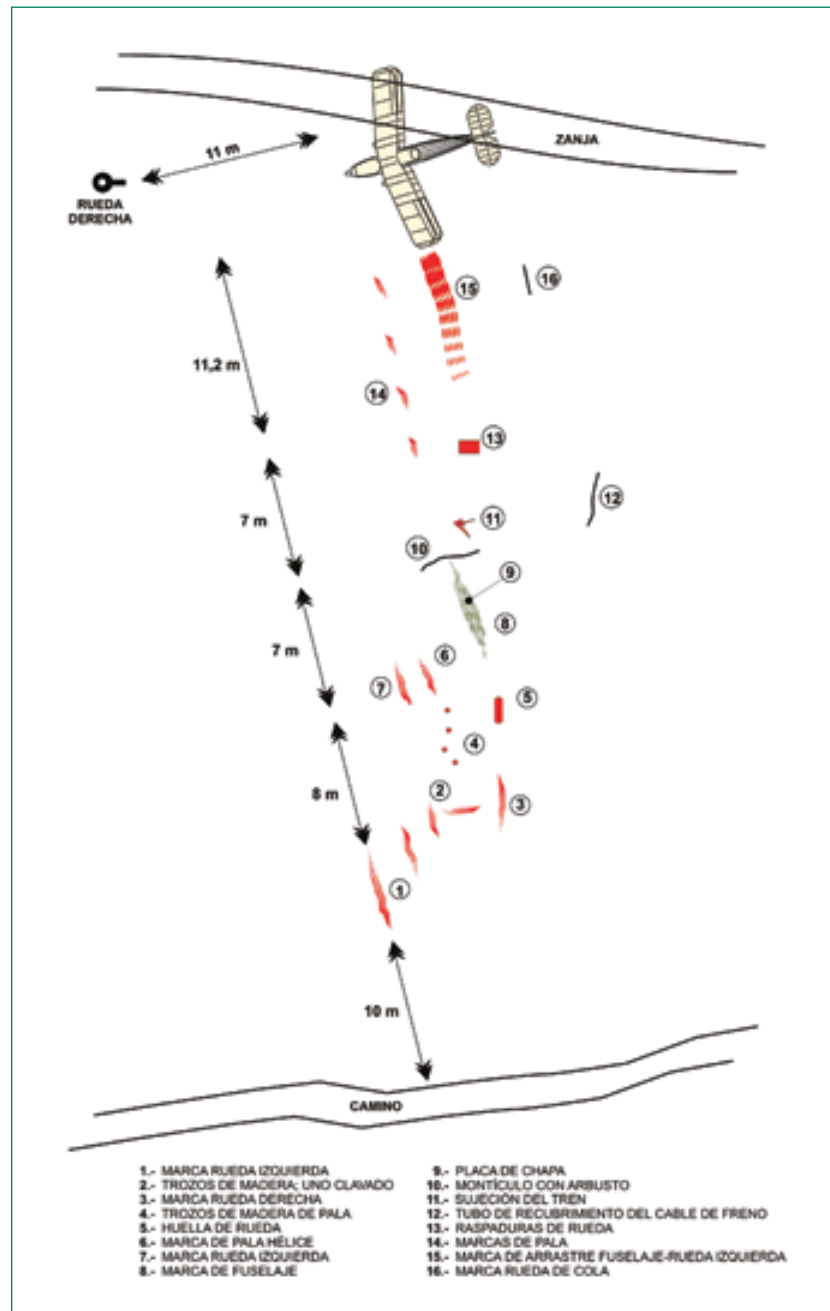 ZANJA
11 m
RUEDA
DERECHA
16
15
11,2 m
14
13
12
11
7 m
10
9
8
7 m
6
7
5
4
8 m
2
3
1
10 m
CAMINO
1.- MARCA RUEDA IZQUIERDA
2.- TROZOS DE MADERA; UNO CLAVADO
3.- MARCA RUEDA DERECHA
4.- TROZOS DE MADERA DE PALA
5.- HUELLA DE RUEDA
6.- MARCA DE PALA HÉLICE
7.- MARCA RUEDA IZQUIERDA
8.- MARCA DE FUSELAJE
9.- PLACA DE CHAPA
10.- MONTÍCULO CON ARBUSTO
11.- SUJECIÓN DEL TREN
12.- TUBO DE RECUBRIMIENTO DEL CABLE DE FRENO
13.- RASPADURAS DE RUEDA
14.- MARCAS DE PALA
15.- MARCA DE ARRASTRE FUSELAJE-RUEDA IZQUIERDA
16.- MARCA RUEDA DE COLA